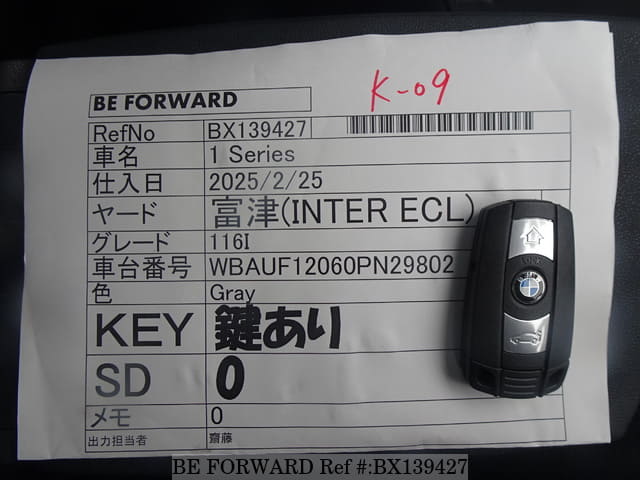 K-09
BE FORWARD
RefNo BX139427
車名 1 Series
仕入日 2025/2/25
ヤード 富津(INTER ECL)
グレード 116I
車台番号 WBAUF12060PN29802
色 Gray
KEY 鍵あり
SD 0
メモ 0
出力担当者 齋藤
LOCK
BMW
BE FORWARD Ref #:BX139427